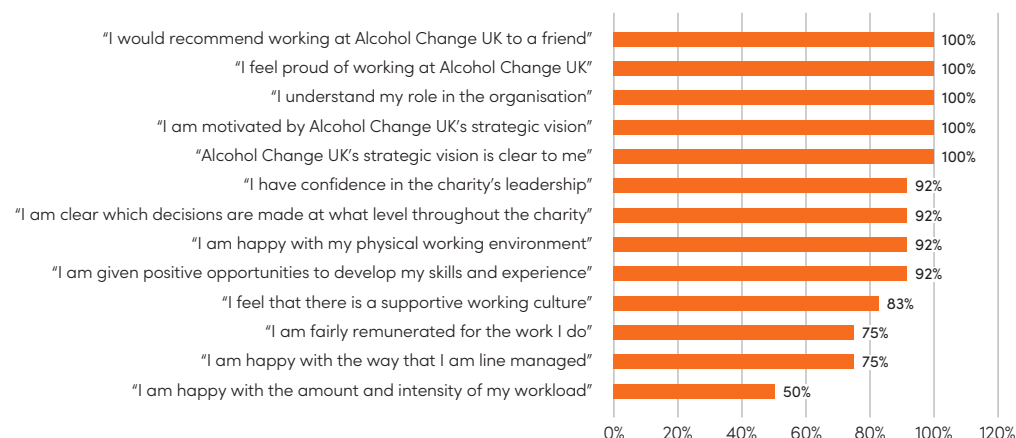 “I would recommend working at Alcohol Change UK to a friend” 100%
“I feel proud of working at Alcohol Change UK” 100%
“I understand my role in the organisation” 100%
“I am motivated by Alcohol Change UK’s strategic vision” 100%
“Alcohol Change UK’s strategic vision is clear to me” 100%
“I have confidence in the charity’s leadership” 92%
“I am clear which decisions are made at what level throughout the charity” 92%
“I am happy with my physical working environment” 92%
“I am given positive opportunities to develop my skills and experience” 92%
“I feel that there is a supportive working culture” 83%
“I am fairly remunerated for the work I do” 75%
“I am happy with the way that I am line managed” 75%
“I am happy with the amount and intensity of my workload” 50%
0% 20% 40% 60% 80% 100% 120%